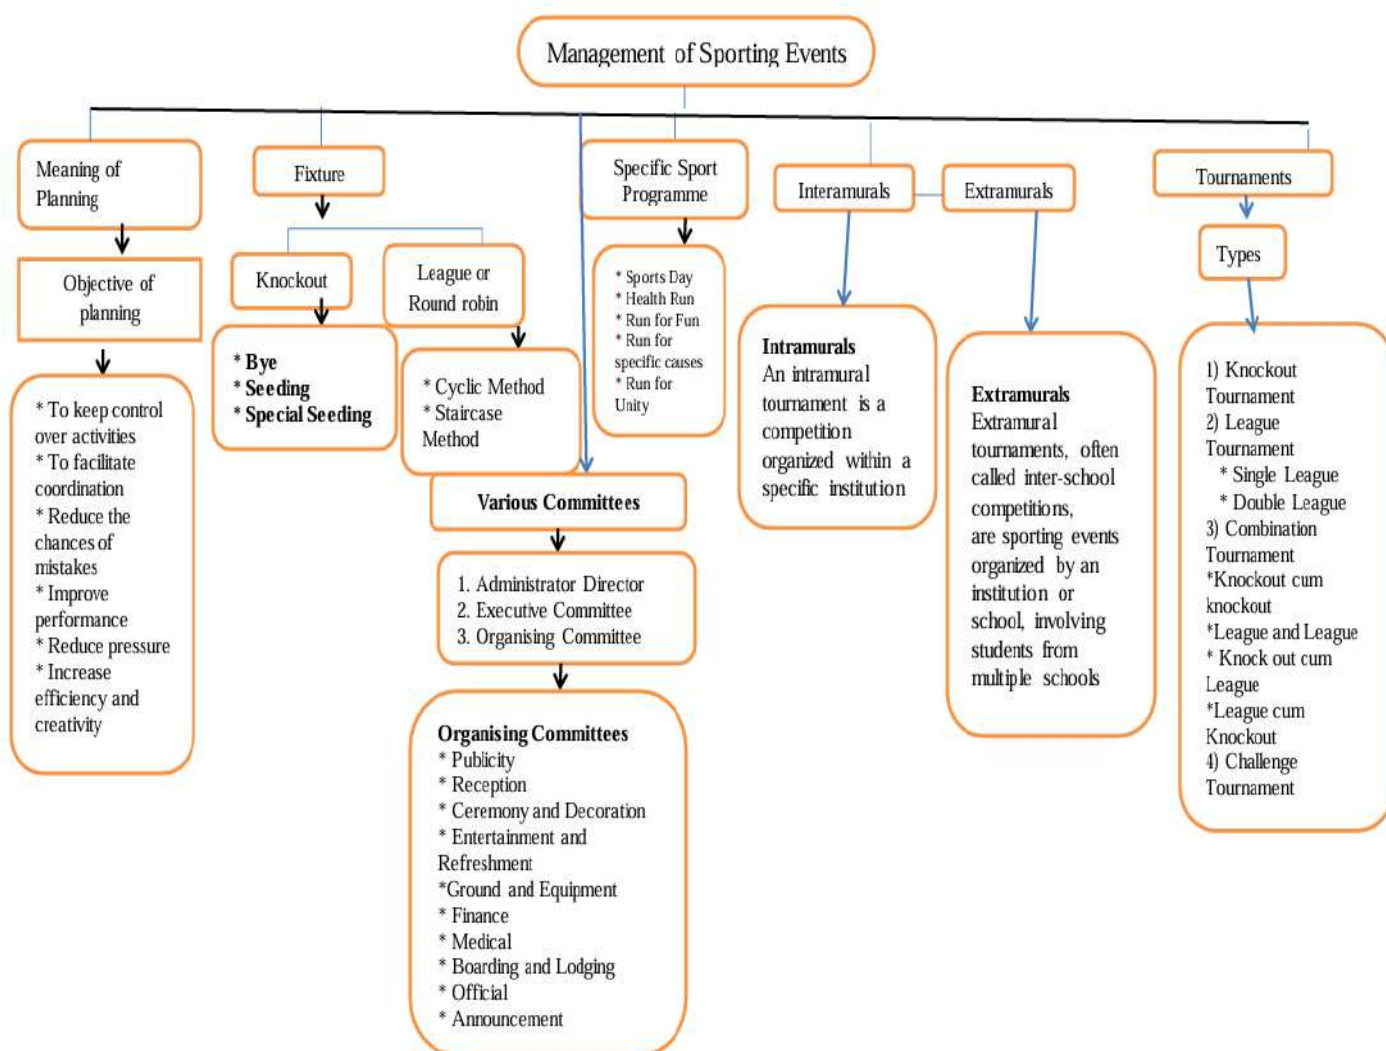 Management of Sporting Events
Meaning of
Planning
Objective of
planning
* To keep control
over activities
* To facilitate
coordination
* Reduce the
chances of
mistakes
* Improve
performance
* Reduce pressure
* Increase
efficiency and
creativity
Fixture
Knockout
* Bye
* Seeding
* Special Seeding
League or
Round robin
* Cyclic Method
* Staircase
Method
Various Committees
1. Administrator Director
2. Executive Committee
3. Organising Committee
Organising Committees
* Publicity
* Reception
* Ceremony and Decoration
* Entertainment and
Refreshment
*Ground and Equipment
* Finance
* Medical
* Boarding and Lodging
* Official
* Announcement
Specific Sport
Programme
* Sports Day
* Health Run
* Run for Fun
* Run for
specific causes
* Run for
Unity
Interamurals
Intramurals
An intramural
tournament is a
competition
organized within a
specific institution
Extramurals
Extramurals
Extramural
tournaments, often
called inter-school
competitions,
are sporting events
organized by an
institution or
school, involving
students from
multiple schools
Tournaments
Types
1) Knockout
Tournament
2) League
Tournament
* Single League
* Double League
3) Combination
Tournament
*Knockout cum
knockout
*League and League
* Knock out cum
League
*League cum
Knockout
4) Challenge
Tournament